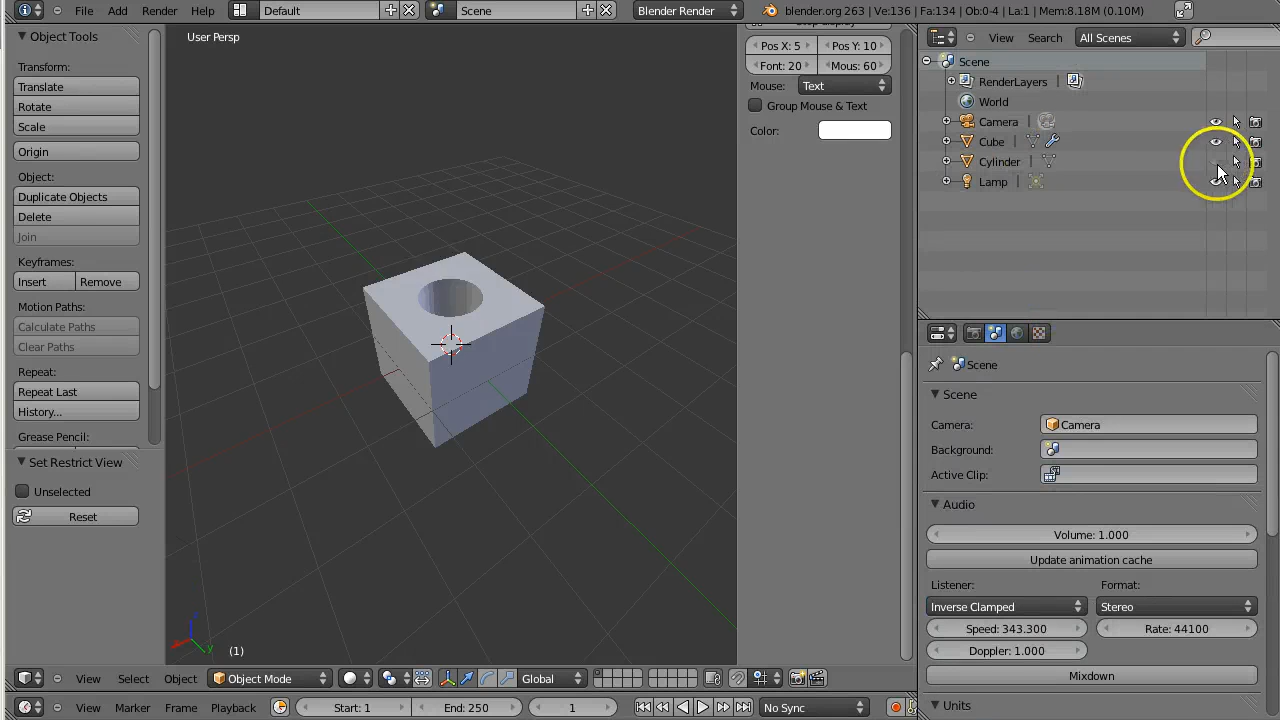 File Add Render Help Default Scene Blender Render blender.org 263 | Ve:136 | Fa:134 | Ob:0-4 | La:1 | Mem:8.18M (0.10M)
Object Tools
Transform:
Translate
Rotate
Scale
Origin
Object:
Duplicate Objects
Delete
Join
Keyframes:
Insert Remove
Motion Paths:
Calculate Paths
Clear Paths
Repeat:
Repeat Last
History...
Grease Pencil:
Set Restrict View
Unselected
Reset
User Persp
(1)
Pos X: 5 Pos Y: 10
Font: 20 Mous: 60
Mouse: Text
Group Mouse & Text
Color:
View Search All Scenes
Scene
RenderLayers
World
Camera
Cube
Cylinder
Lamp
Scene
Scene
Camera: Camera
Background:
Active Clip:
Audio
Volume: 1.000
Update animation cache
Listener: Format:
Inverse Clamped Stereo
Speed: 343.300 Rate: 44100
Doppler: 1.000
Mixdown
Units
View Select Object Object Mode Global
View Marker Frame Playback Start: 1 End: 250 1 No Sync